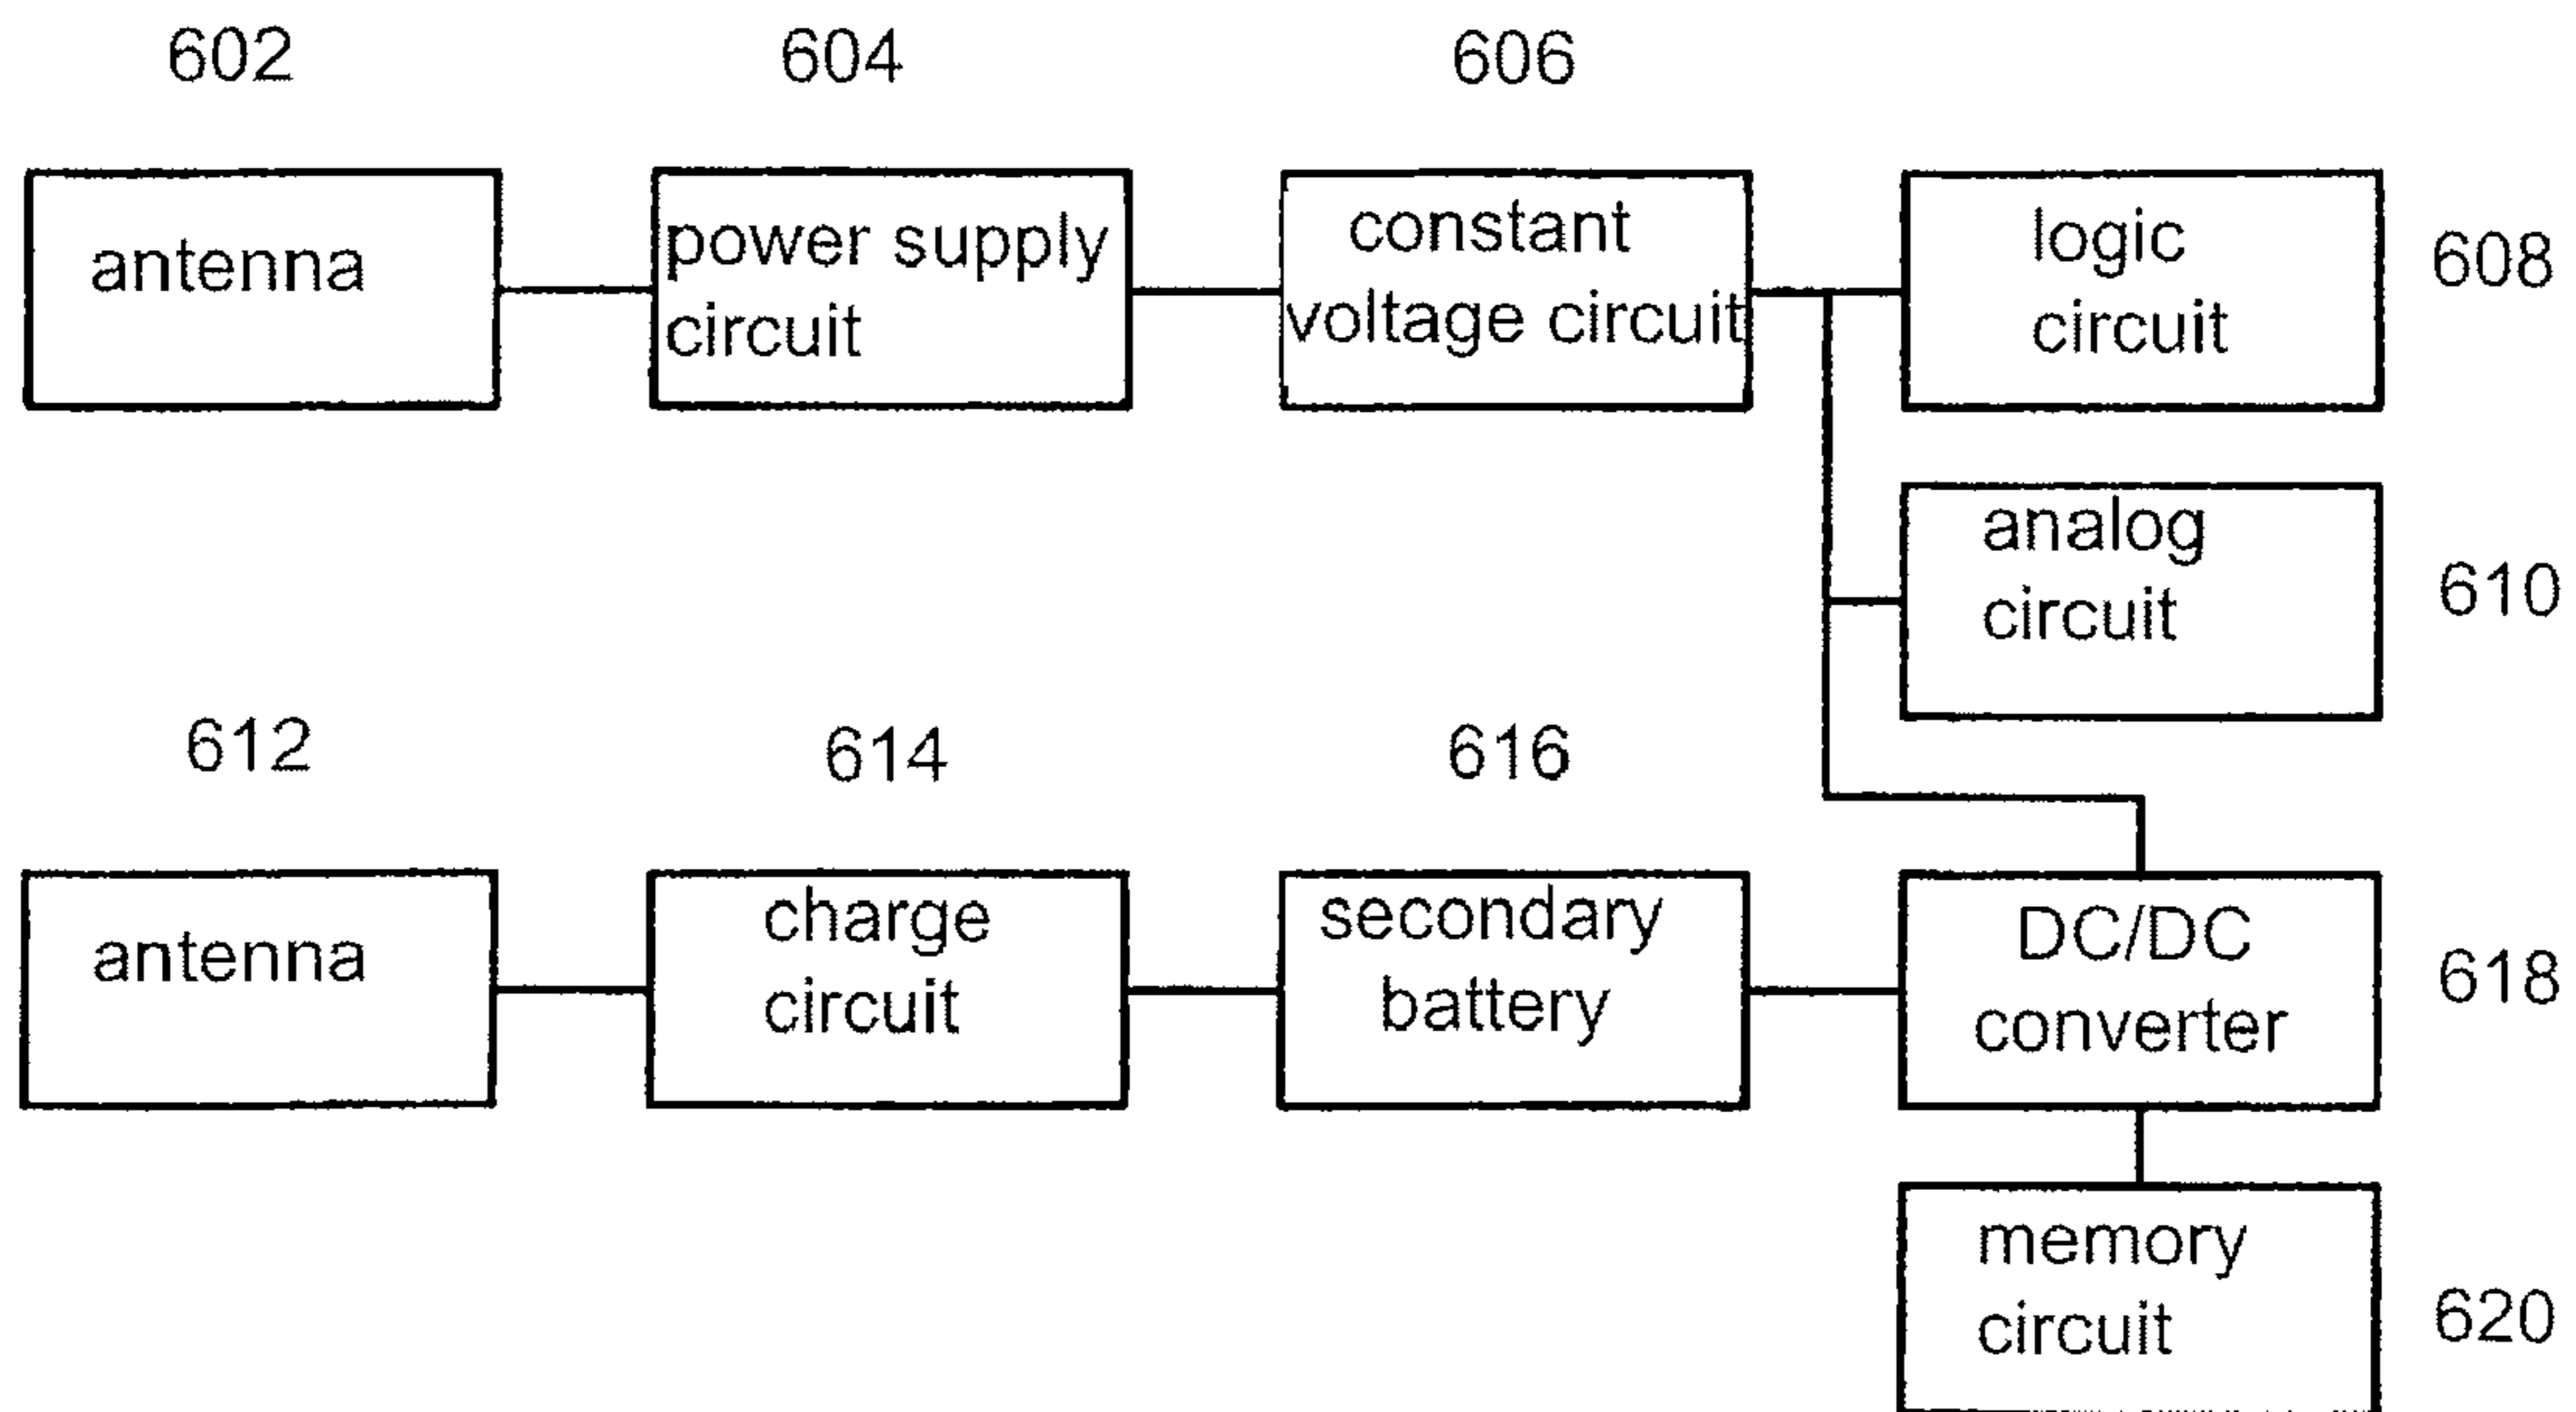 602
604
606
antenna
power supply
circuit
constant
voltage circuit
logic
circuit
608
analog
circuit
610
612
614
616
antenna
charge
circuit
secondary
battery
DC/DC
converter
618
memory
circuit
620